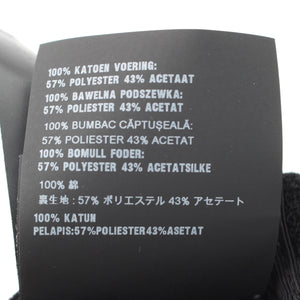 100% KATOEN VOERING:
57% POLYESTER 43% ACETAAT
100% BAWELNA PODSZEWKA:
57% POLIESTER 43% ACETAT
100% BUMBAC CĂPTUŞEALĂ:
57% POLIESTER 43% ACETAT
100% BOMULL FODER:
57% POLYESTER 43% ACETATSILKE
100% 綿
裏生地：57% ポリエステル 43% アセテート
100% KATUN
PELAPIS:57%POLIESTER43%ASETAT